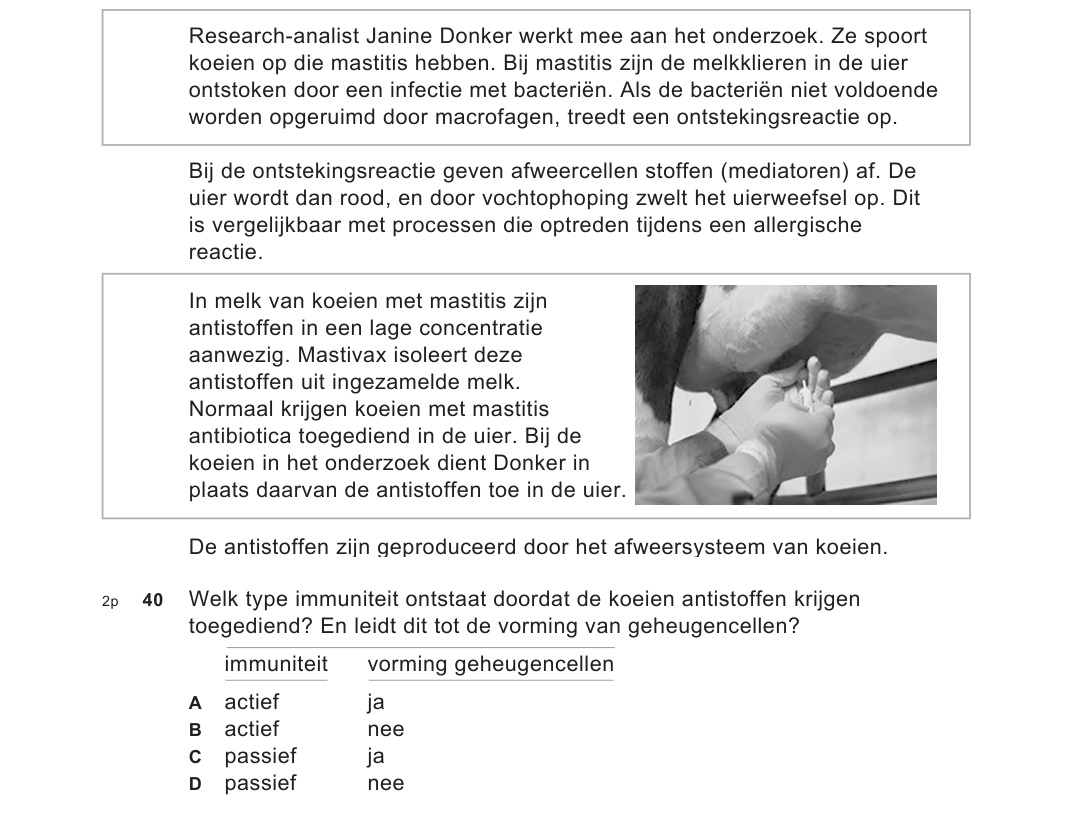 Research-analist Janine Donker werkt mee aan het onderzoek. Ze spoort
koeien op die mastitis hebben. Bij mastitis zijn de melkklieren in de uier
ontstoken door een infectie met bacteriën. Als de bacteriën niet voldoende
worden opgeruimd door macrofagen, treedt een ontstekingsreactie op.
Bij de ontstekingsreactie geven afweercellen stoffen (mediatoren) af. De
uier wordt dan rood, en door vochtophoping zwelt het uierweefsel op. Dit
is vergelijkbaar met processen die optreden tijdens een allergische
reactie.
In melk van koeien met mastitis zijn
antistoffen in een lage concentratie
aanwezig. Mastivax isoleert deze
antistoffen uit ingezamelde melk.
Normaal krijgen koeien met mastitis
antibiotica toegediend in de uier. Bij de
koeien in het onderzoek dient Donker in
plaats daarvan de antistoffen toe in de uier.
De antistoffen zijn geproduceerd door het afweersysteem van koeien.
2p 40 Welk type immuniteit ontstaat doordat de koeien antistoffen krijgen
toegediend? En leidt dit tot de vorming van geheugencellen?
immuniteit vorming geheugencellen
A actief ja
B actief nee
C passief ja
D passief nee